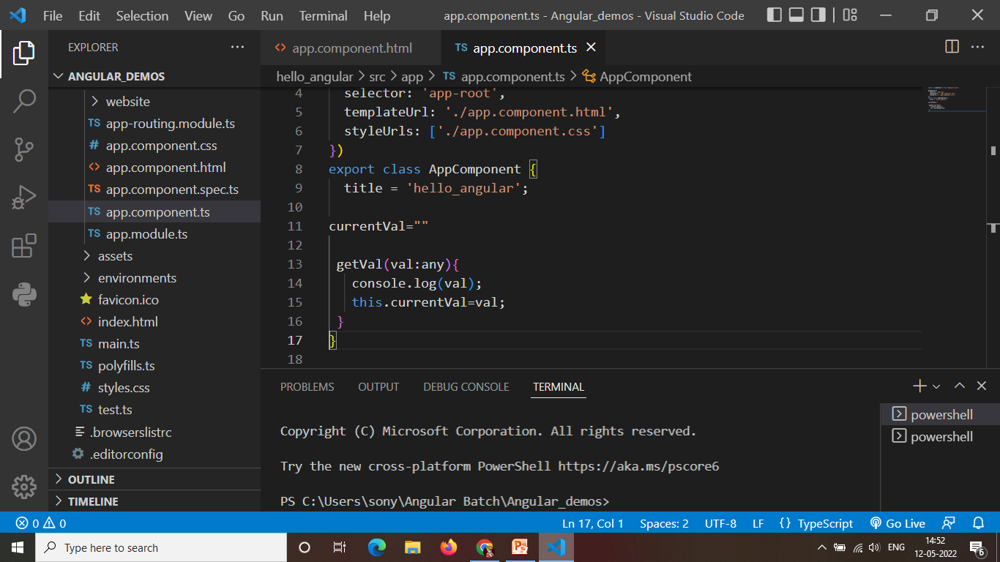 File Edit Selection View Go Run Terminal Help app.component.ts - Angular_demos - Visual Studio Code
EXPLORER
ANGULAR_DEMOS
website
TS app-routing.module.ts
# app.component.css
<> app.component.html
TS app.component.spec.ts
TS app.component.ts
TS app.module.ts
assets
environments
favicon.ico
<> index.html
TS main.ts
TS polyfills.ts
# styles.css
TS test.ts
.browserslistrc
.editorconfig
OUTLINE
TIMELINE
<> app.component.html TS app.component.ts
hello_angular > src > app > TS app.component.ts > AppComponent
4 selector: 'app-root',
5 templateUrl: './app.component.html',
6 styleUrls: ['./app.component.css']
7 })
8 export class AppComponent {
9 title = 'hello_angular';
10
11 currentVal=""
12
13 getVal(val:any){
14 console.log(val);
15 this.currentVal=val;
16 }
17 }
18
PROBLEMS OUTPUT DEBUG CONSOLE TERMINAL
Copyright (C) Microsoft Corporation. All rights reserved.
Try the new cross-platform PowerShell https://aka.ms/pscore6
PS C:\Users\sony\Angular Batch\Angular_demos>
powershell
powershell
0 0 Ln 17, Col 1 Spaces: 2 UTF-8 LF {} TypeScript Go Live
Type here to search
ENG
14:52
12-05-2022
6